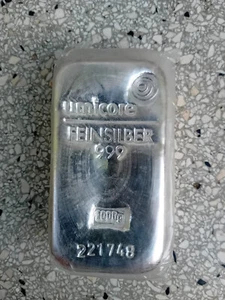 umicore
FEINSILBER
999
1000g
221748